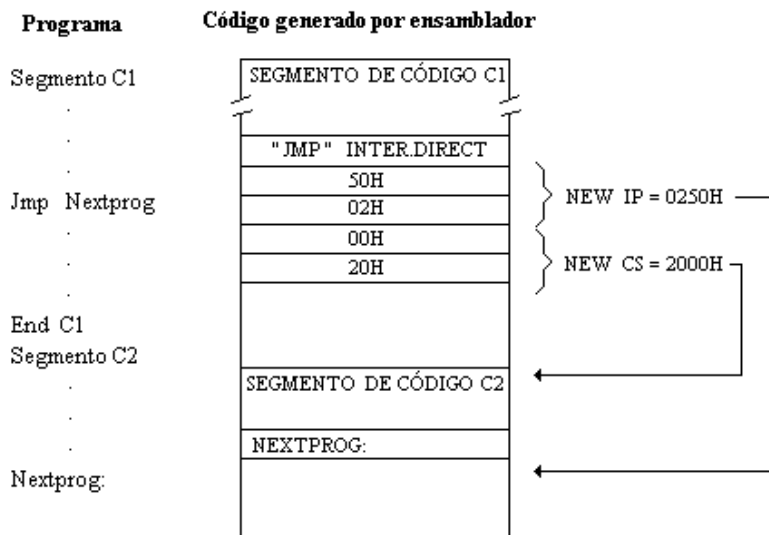 Programa
Código generado por ensamblador
Segmento C1
SEGMENTO DE CÓDIGO C1
.
.
.
"JMP" INTER.DIRECT
50H
Jmp Nextprog
02H
NEW IP = 0250H
00H
.
20H
NEW CS = 2000H
.
.
End C1
Segmento C2
SEGMENTO DE CÓDIGO C2
.
.
.
NEXTPROG:
Nextprog: